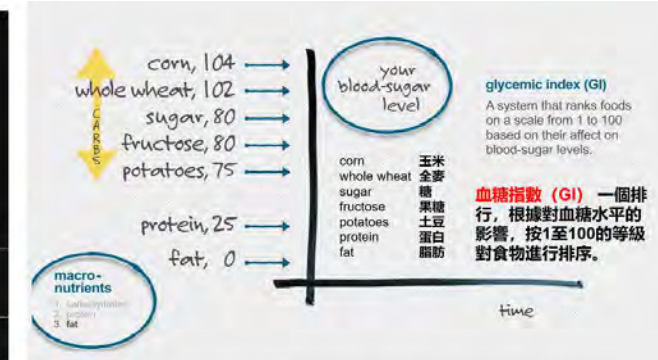 corn, 104
whole wheat, 102
sugar, 80
fructose, 80
potatoes, 75
CARBS
protein, 25
fat, 0
macro-
nutrients
1. carbohydrates
2. protein
3. fat
your
blood-sugar
level
corn 玉米
whole wheat 全麥
sugar 糖
fructose 果糖
potatoes 土豆
protein 蛋白
fat 脂肪
time
glycemic index (GI)
A system that ranks foods
on a scale from 1 to 100
based on their affect on
blood-sugar levels.
血糖指數（GI） 一個排
行，根據對血糖水平的
影響，按1至100的等級
對食物進行排序。